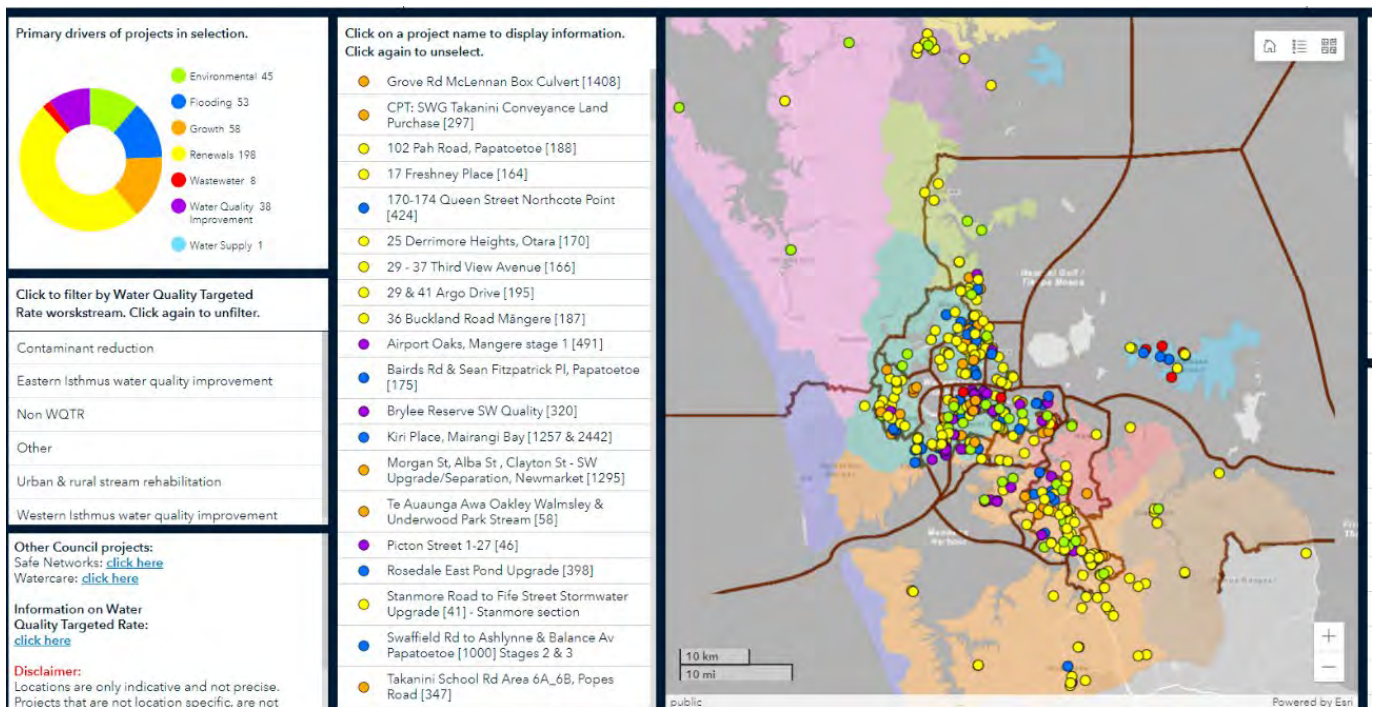 Primary drivers of projects in selection.
Environmental 45
Flooding 53
Growth 58
Renewals 198
Wastewater 8
Water Quality 38
Improvement
Water Supply 1
Click to filter by Water Quality Targeted
Rate worskstream. Click again to unfilter.
Contaminant reduction
Eastern Isthmus water quality improvement
Non WQTR
Other
Urban & rural stream rehabilitation
Western Isthmus water quality improvement
Other Council projects:
Safe Networks: click here
Watercare: click here
Information on Water
Quality Targeted Rate:
click here
Disclaimer:
Locations are only indicative and not precise.
Projects that are not location specific, are not
Click on a project name to display information.
Click again to unselect.
Grove Rd McLennan Box Culvert [1408]
CPT: SWG Takanini Conveyance Land
Purchase [297]
102 Pah Road, Papatoetoe [188]
17 Freshney Place [164]
170-174 Queen Street Northcote Point
[424]
25 Derrimore Heights, Otara [170]
29 - 37 Third View Avenue [166]
29 & 41 Argo Drive [195]
36 Buckland Road Māngere [187]
Airport Oaks, Mangere stage 1 [491]
Bairds Rd & Sean Fitzpatrick Pl, Papatoetoe
[175]
Brylee Reserve SW Quality [320]
Kiri Place, Mairangi Bay [1257 & 2442]
Morgan St, Alba St , Clayton St - SW
Upgrade/Separation, Newmarket [1295]
Te Auaunga Awa Oakley Walmsley &
Underwood Park Stream [58]
Picton Street 1-27 [46]
Rosedale East Pond Upgrade [398]
Stanmore Road to Fife Street Stormwater
Upgrade [41] - Stanmore section
Swaffield Rd to Ashlynne & Balance Av
Papatoetoe [1000] Stages 2 & 3
Takanini School Rd Area 6A_6B, Popes
Road [347]
10 km
10 mi
public
Powered by Esri